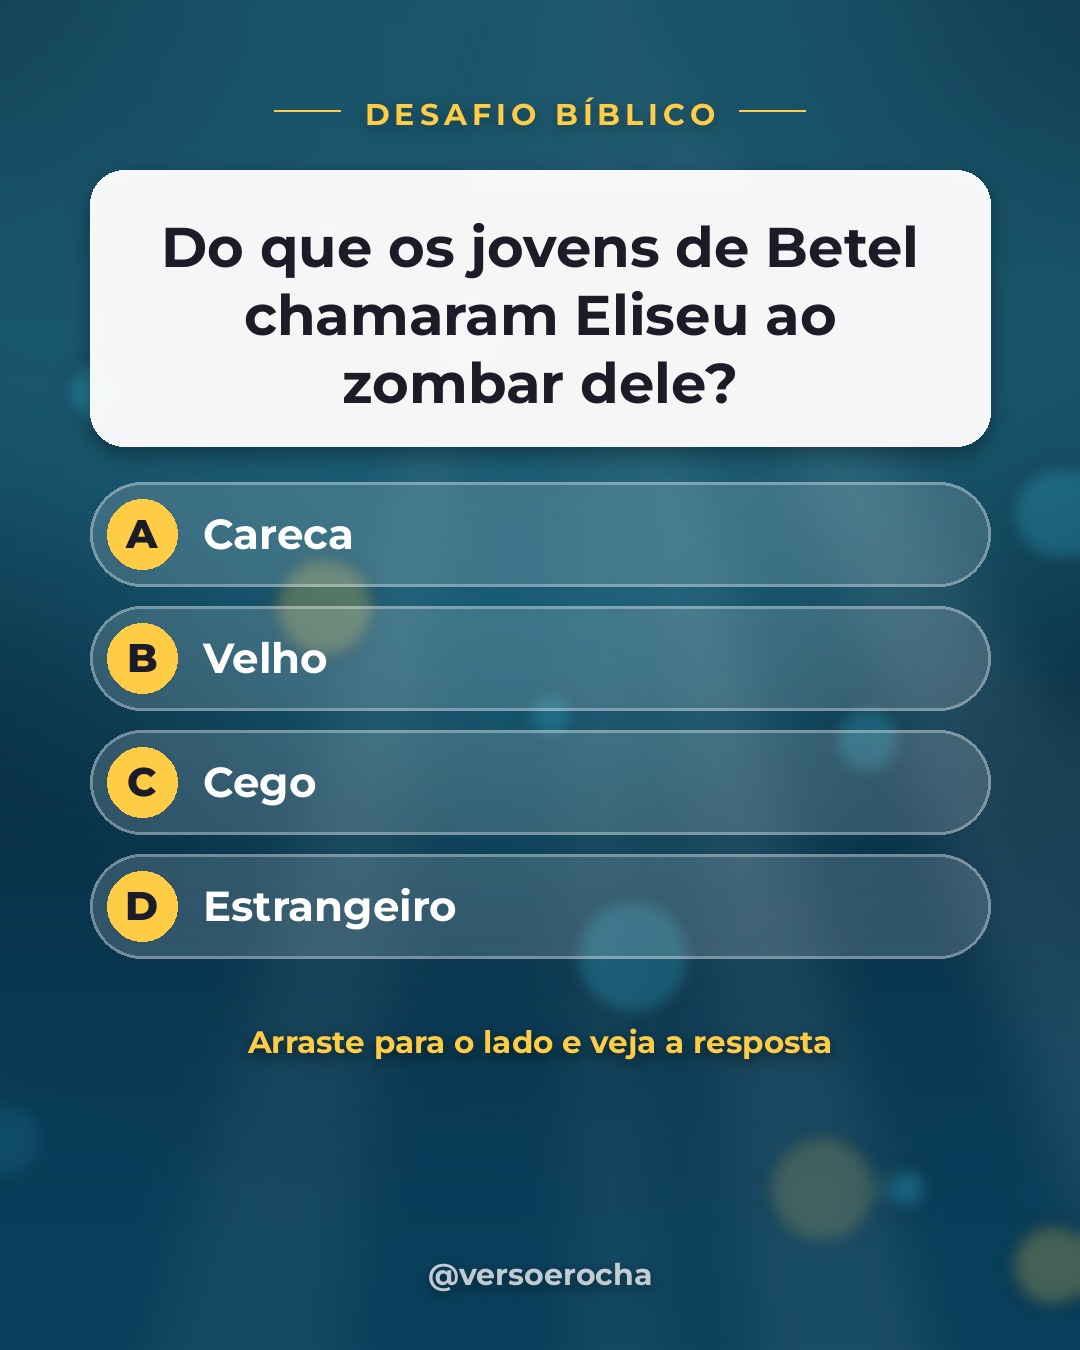 DESAFIO BÍBLICO
Do que os jovens de Betel
chamaram Eliseu ao
zombar dele?
A Careca
B Velho
C Cego
D Estrangeiro
Arraste para o lado e veja a resposta
@versoerocha